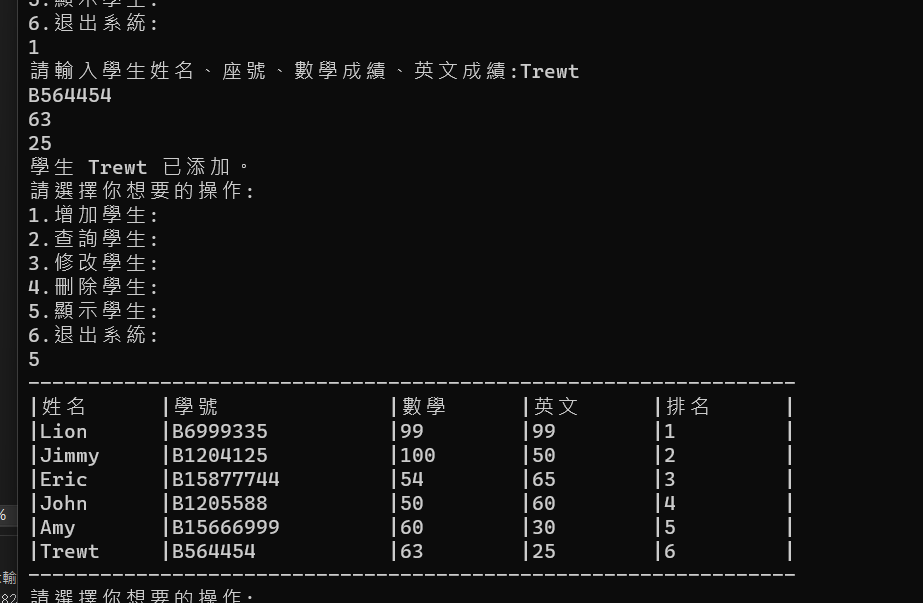 5.顯示學生:
6.退出系統:
1
請輸入學生姓名、座號、數學成績、英文成績:Trewt
B564454
63
25
學生 Trewt 已添加。
請選擇你想要的操作:
1.增加學生:
2.查詢學生:
3.修改學生:
4.刪除學生:
5.顯示學生:
6.退出系統:
5
----------------------------------------------------------------
|姓名 |學號 |數學 |英文 |排名 |
|Lion |B6999335 |99 |99 |1 |
|Jimmy |B1204125 |100 |50 |2 |
|Eric |B15877744 |54 |65 |3 |
|John |B1205588 |50 |60 |4 |
|Amy |B15666999 |60 |30 |5 |
|Trewt |B564454 |63 |25 |6 |
----------------------------------------------------------------
請選擇你想要的操作:
%
輸
82